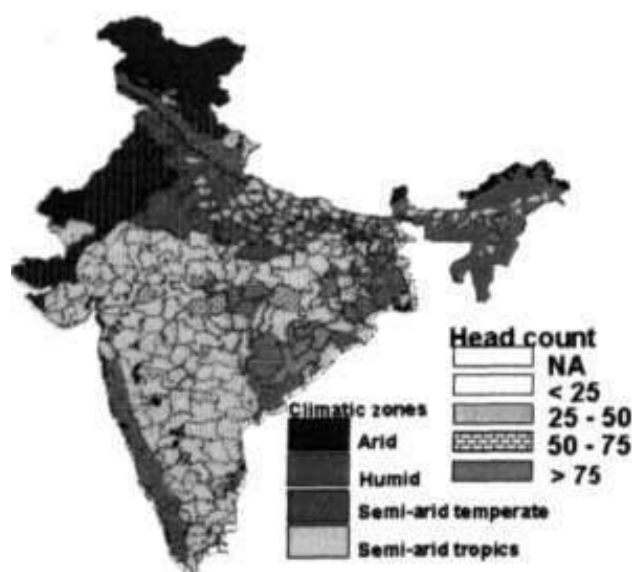 Head count
NA
< 25
25 - 50
50 - 75
> 75
Climatic zones
Arid
Humid
Semi-arid temperate
Semi-arid tropics